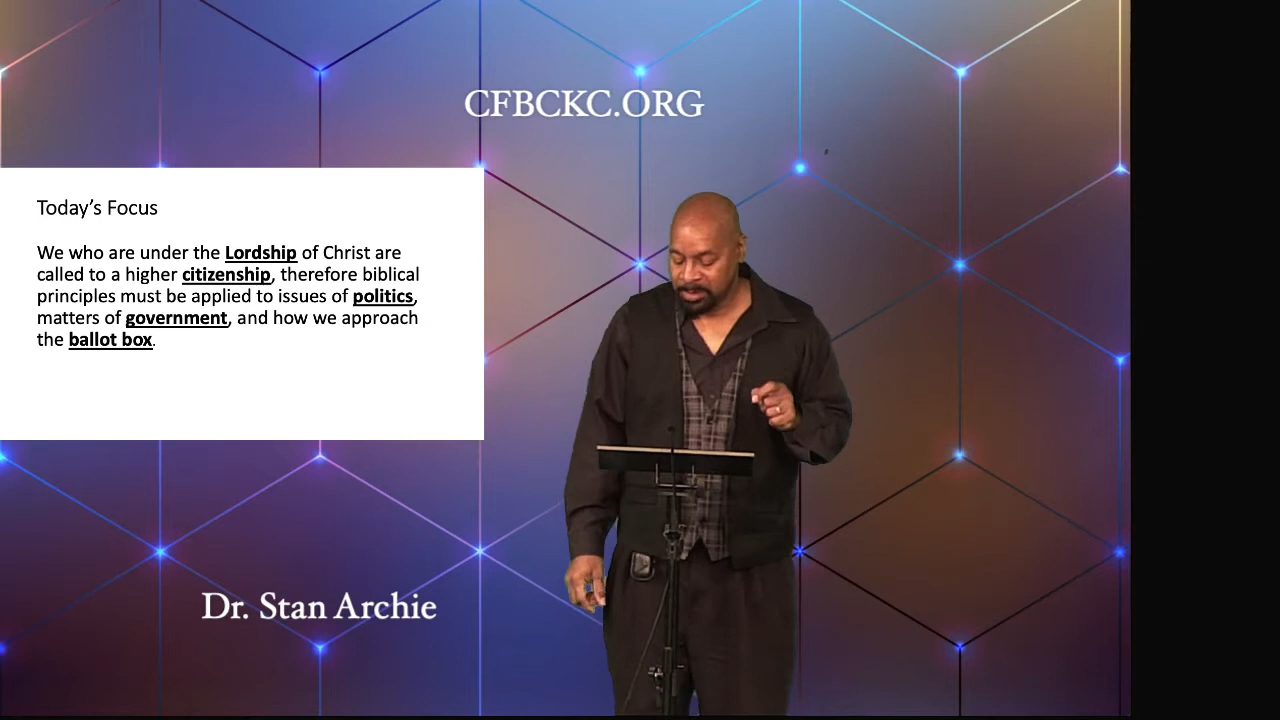 CFBCKC.ORG
Today’s Focus
We who are under the Lordship of Christ are
called to a higher citizenship, therefore biblical
principles must be applied to issues of politics,
matters of government, and how we approach
the ballot box.
Dr. Stan Archie